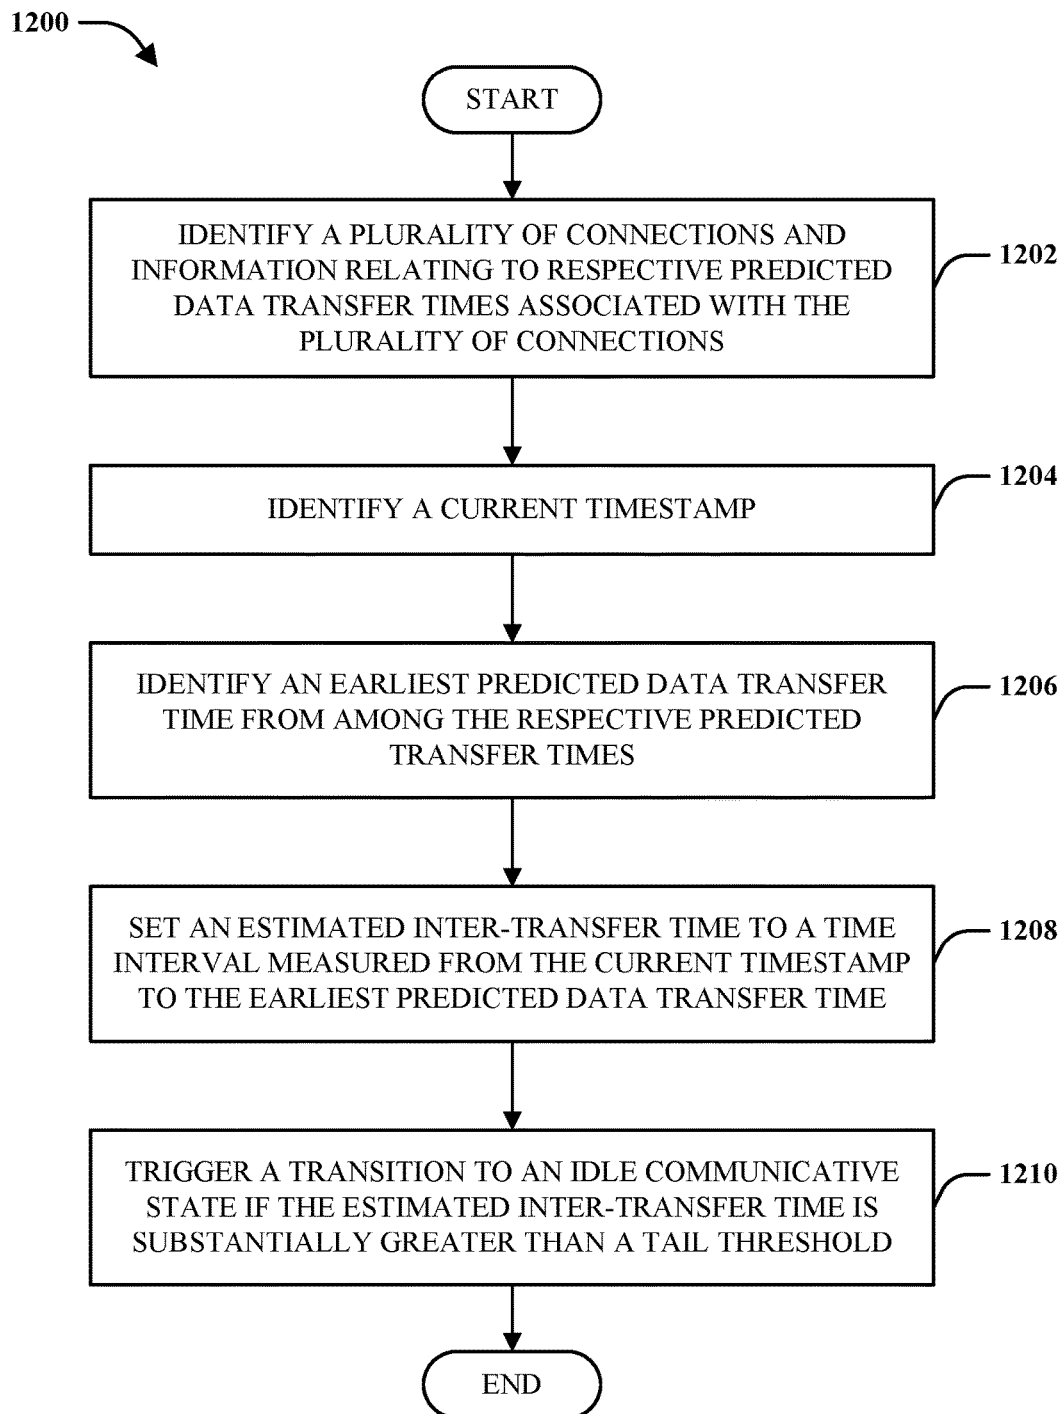 1200
START
IDENTIFY A PLURALITY OF CONNECTIONS AND
INFORMATION RELATING TO RESPECTIVE PREDICTED
DATA TRANSFER TIMES ASSOCIATED WITH THE
PLURALITY OF CONNECTIONS
1202
IDENTIFY A CURRENT TIMESTAMP
1204
IDENTIFY AN EARLIEST PREDICTED DATA TRANSFER
TIME FROM AMONG THE RESPECTIVE PREDICTED
TRANSFER TIMES
1206
SET AN ESTIMATED INTER-TRANSFER TIME TO A TIME
INTERVAL MEASURED FROM THE CURRENT TIMESTAMP
TO THE EARLIEST PREDICTED DATA TRANSFER TIME
1208
TRIGGER A TRANSITION TO AN IDLE COMMUNICATIVE
STATE IF THE ESTIMATED INTER-TRANSFER TIME IS
SUBSTANTIALLY GREATER THAN A TAIL THRESHOLD
1210
END